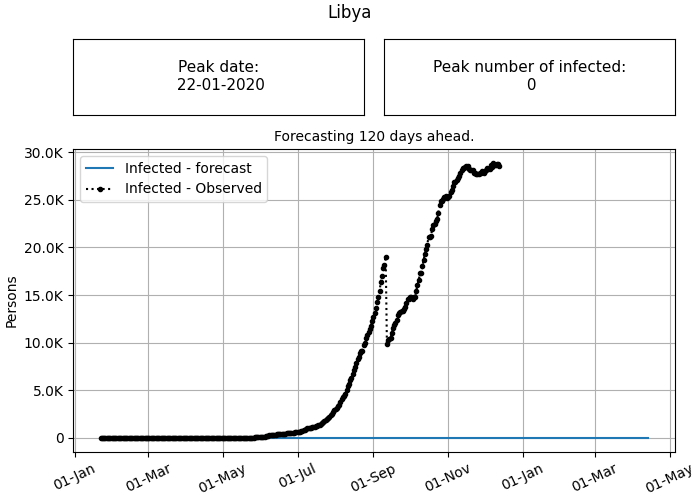 Libya
Peak date:
22-01-2020
Peak number of infected:
0
Forecasting 120 days ahead.
Infected - forecast
Infected - Observed
30.0K
25.0K
20.0K
15.0K
10.0K
5.0K
0
Persons
01-Jan
01-Mar
01-May
01-Jul
01-Sep
01-Nov
01-Jan
01-Mar
01-May